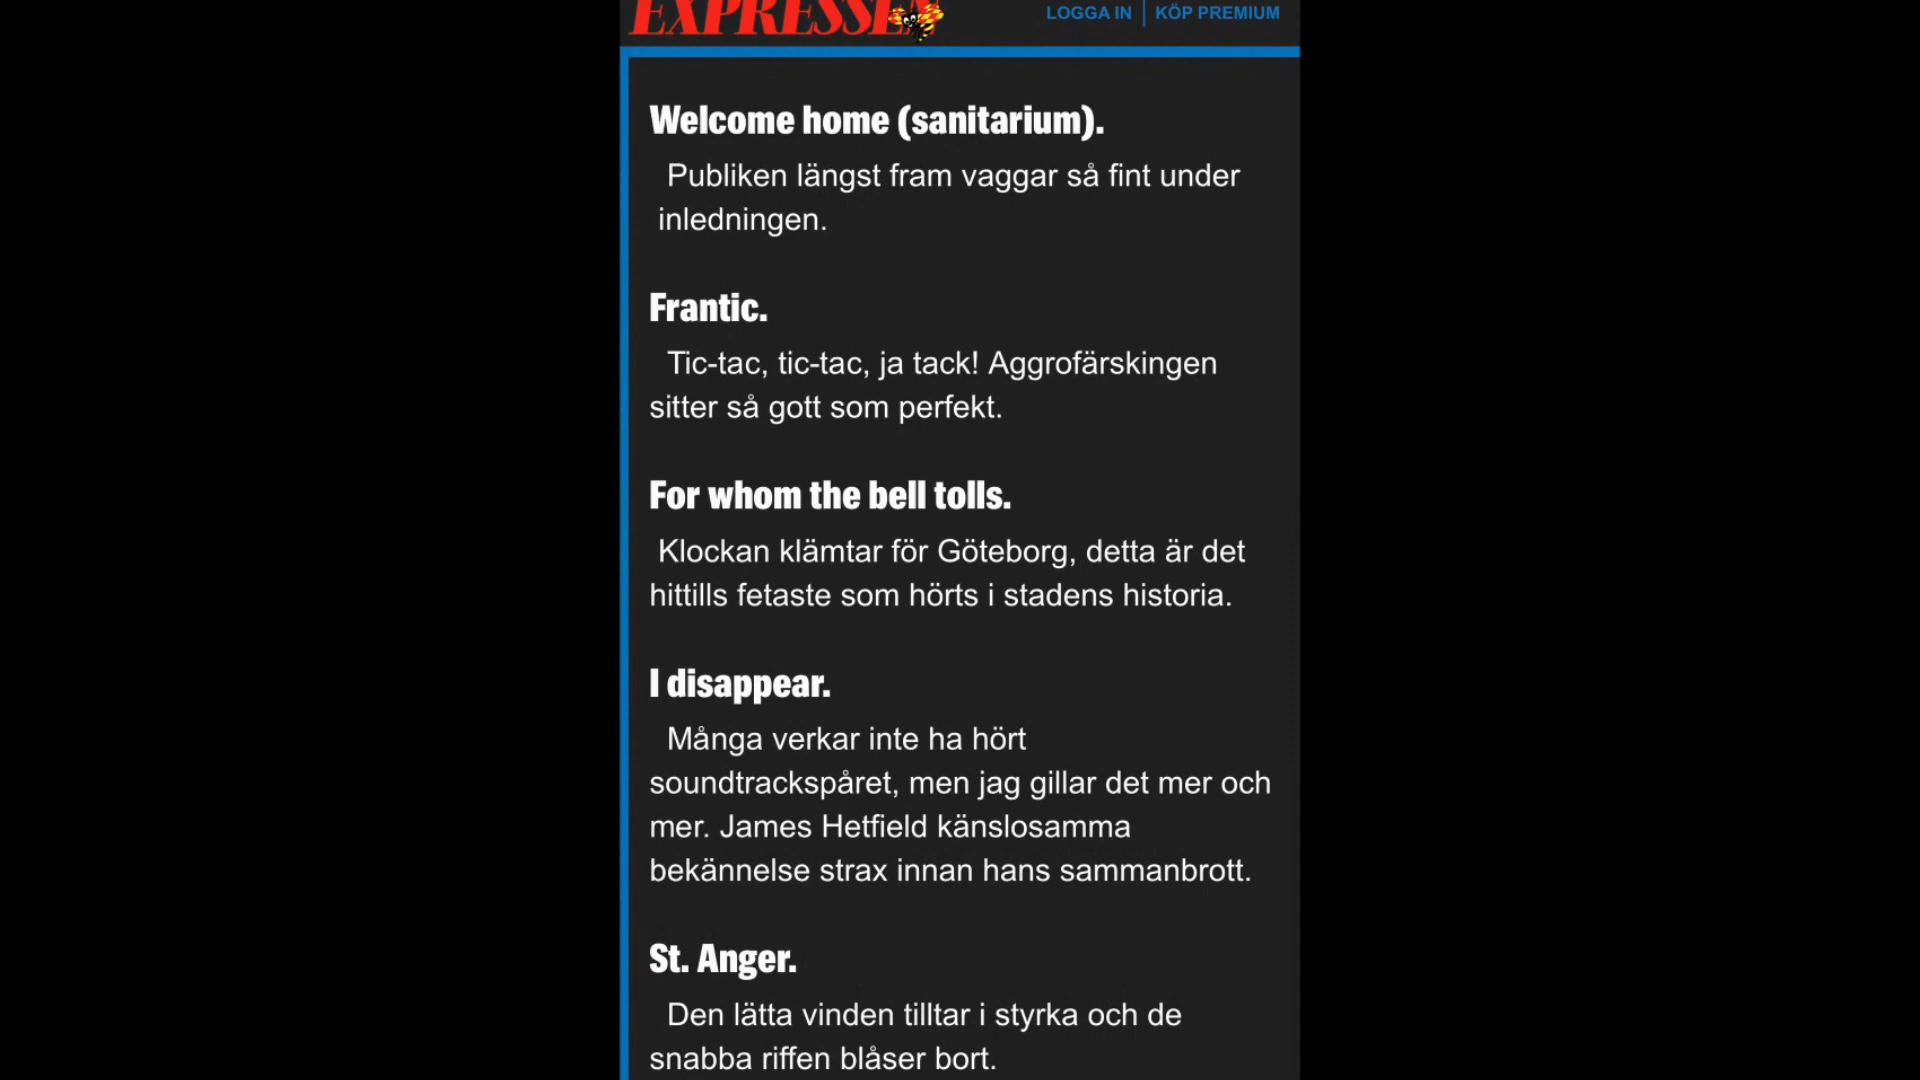 EXPRESSEN
LOGGA IN | KÖP PREMIUM
Welcome home (sanitarium).
Publiken längst fram vaggar så fint under
inledningen.
Frantic.
Tic-tac, tic-tac, ja tack! Aggrofärskingen
sitter så gott som perfekt.
For whom the bell tolls.
Klockan klämtar för Göteborg, detta är det
hittills fetaste som hörts i stadens historia.
I disappear.
Många verkar inte ha hört
soundtrackspåret, men jag gillar det mer och
mer. James Hetfield känslosamma
bekännelse strax innan hans sammanbrott.
St. Anger.
Den lätta vinden tilltar i styrka och de
snabba riffen blåser bort.